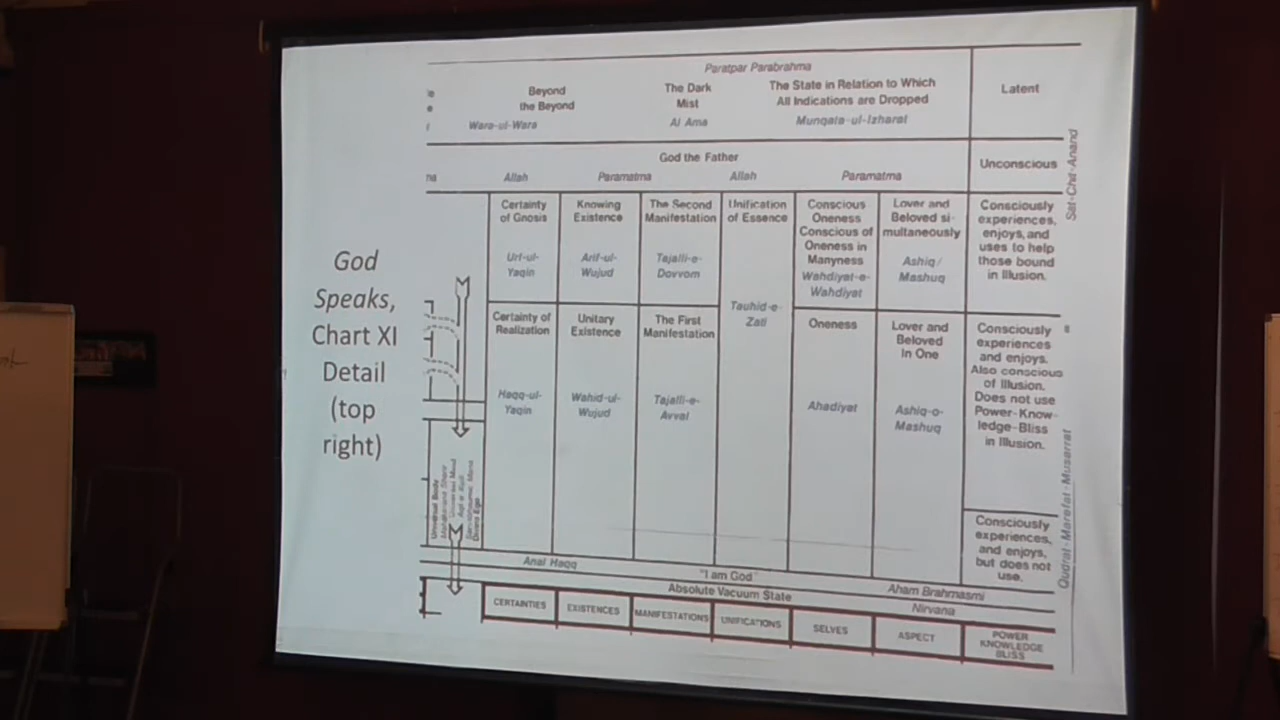 God
Speaks,
Chart XI
Detail
(top
right)
Paratpar Parabrahma
Beyond
the Beyond
Wara-ul-Wara
The Dark
Mist
Al Ama
The State in Relation to Which
All Indications are Dropped
Munqala-ul-Izharat
Latent
God the Father
Allah
Paramatma
Allah
Paramatma
Unconscious
Certainty
of Gnosis
Urf-ul-
Yaqin
Knowing
Existence
Arif-ul-
Wujud
The Second
Manifestation
Tajalli-e-
Dovvom
Unification
of Essence
Tauhid-e-
Zati
Conscious
Oneness
Conscious of
Oneness in
Manyness
Wahdiyat-e-
Wahdiyat
Lover and
Beloved si-
multaneously
Ashiq/
Mashuq
Consciously
experiences,
enjoys, and
uses to help
those bound
in Illusion.
Certainty of
Realization
Haqq-ul-
Yaqin
Unitary
Existence
Wahid-ul-
Wujud
The First
Manifestation
Tajalli-e-
Avval
Oneness
Ahadiyat
Lover and
Beloved
In One
Ashiq-o-
Mashuq
Consciously
experiences
and enjoys.
Also conscious
of Illusion.
Does not use
Power-Know-
ledge-Bliss
in Illusion.
Consciously
experiences,
and enjoys,
but does not
use.
Sat-Chit-Anand
Qudrat-Marefat-Musarrat
Universal Body
Universal Mind
Anal Haqq
"I am God"
Aham Brahmasmi
Absolute Vacuum State
Nirvana
CERTAINTIES
EXISTENCES
MANIFESTATIONS
UNIFICATIONS
SELVES
ASPECT
POWER
KNOWLEDGE
BLISS